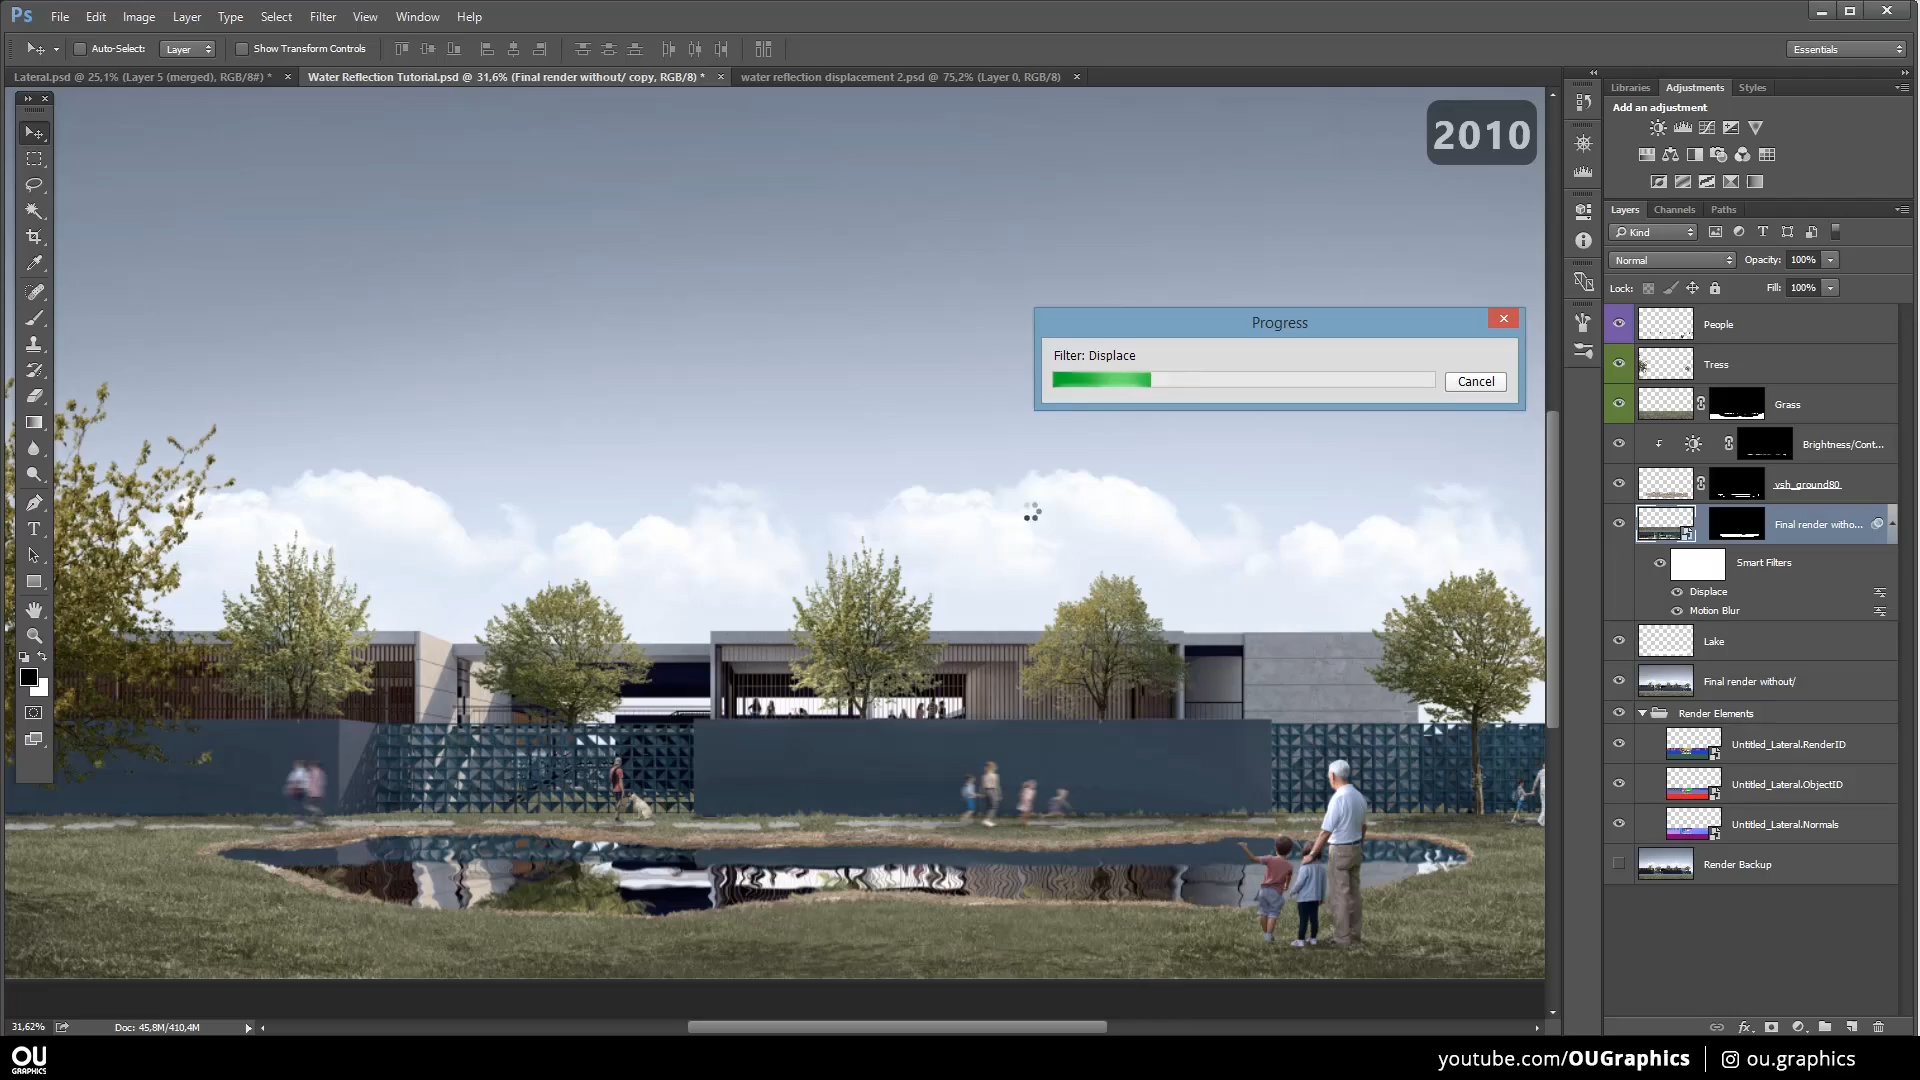 Ps File Edit Image Layer Type Select Filter View Window Help
Auto-Select: Layer Show Transform Controls Essentials
Lateral.psd @ 25,1% (Layer 5 (merged), RGB/8#) * × Water Reflection Tutorial.psd @ 31,6% (Final render without/ copy, RGB/8) * × water reflection displacement 2.psd @ 75,2% (Layer 0, RGB/8) ×
Libraries Adjustments Styles
Add an adjustment
2010
Layers Channels Paths
Kind
Normal Opacity: 100%
Lock: Fill: 100%
Progress
Filter: Displace
Cancel
People
Tress
Grass
Brightness/Cont...
vsh_ground80
Final render witho...
Smart Filters
Displace
Motion Blur
Lake
Final render without/
Render Elements
Untitled_Lateral.RenderID
Untitled_Lateral.ObjectID
Untitled_Lateral.Normals
Render Backup
31,62% Doc: 45,8M/410,4M
OU
GRAPHICS
youtube.com/OUGraphics ou.graphics